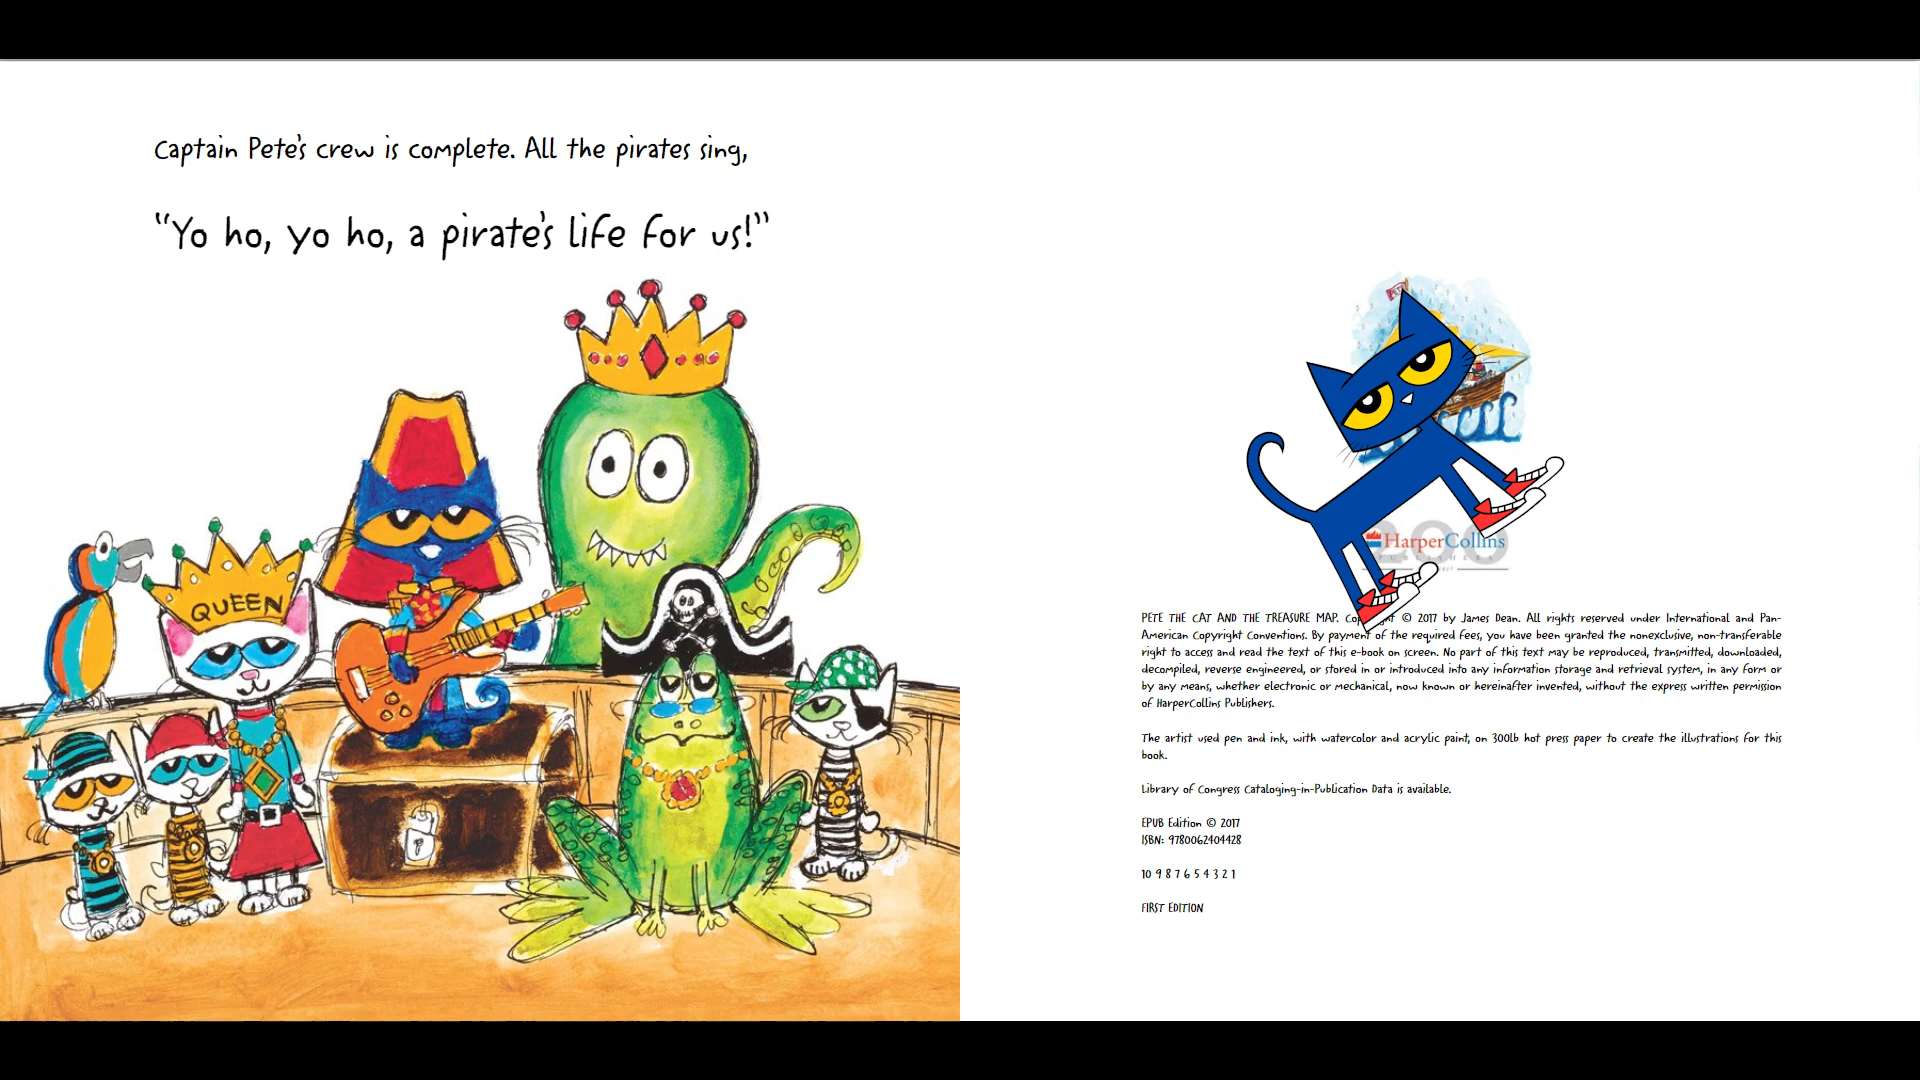 Captain Pete's crew is complete. All the pirates sing,
"Yo ho, yo ho, a pirate's life for us!"
QUEEN
HarperCollins
PETE THE CAT AND THE TREASURE MAP. © 2017 by James Dean. All rights reserved under International and Pan-
American Copyright Conventions. By payment of the required fees, you have been granted the nonexclusive, non-transferable
right to access and read the text of this e-book on screen. No part of this text may be reproduced, transmitted, downloaded,
decompiled, reverse engineered, or stored in or introduced into any information storage and retrieval system, in any form or
by any means, whether electronic or mechanical, now known or hereinafter invented, without the express written permission
of HarperCollins Publishers.
The artist used pen and ink, with watercolor and acrylic paint, on 300lb hot press paper to create the illustrations for this
book.
Library of Congress Cataloging-in-Publication Data is available.
EPUB Edition © 2017
ISBN: 9780062404428
10 9 8 7 6 5 4 3 2 1
FIRST EDITION